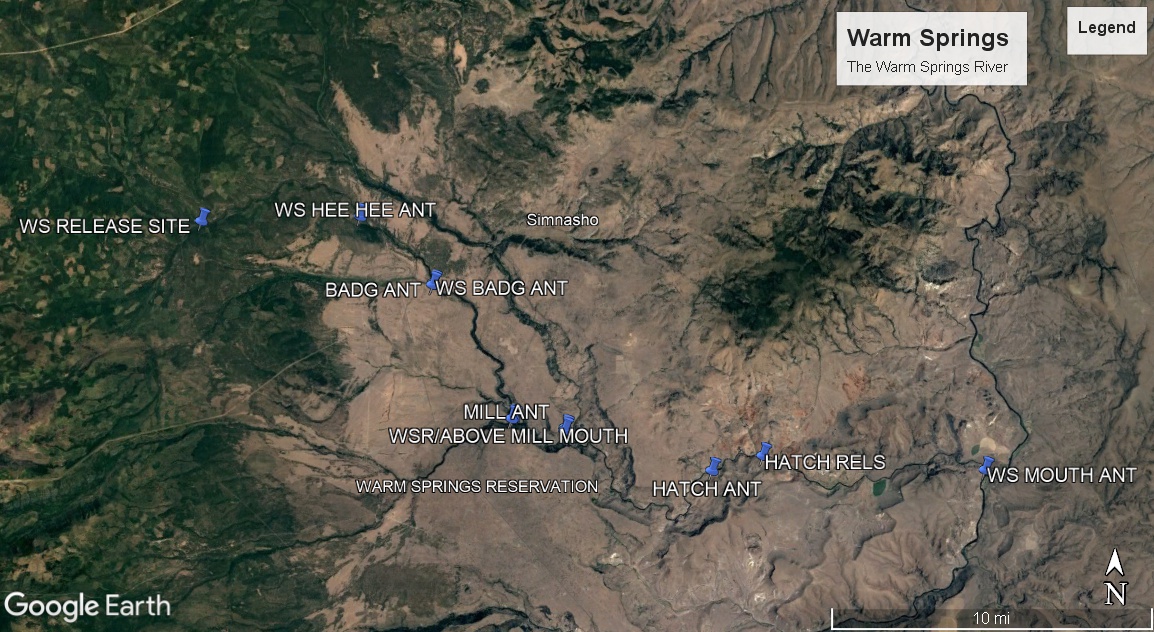 Warm Springs
The Warm Springs River
Legend
WS RELEASE SITE
WS HEE HEE ANT
Simnasho
BADG ANT
WS BADG ANT
MILL ANT
WSR/ABOVE MILL MOUTH
HATCH RELS
WS MOUTH ANT
WARM SPRINGS RESERVATION
HATCH ANT
N
Google Earth
10 mi